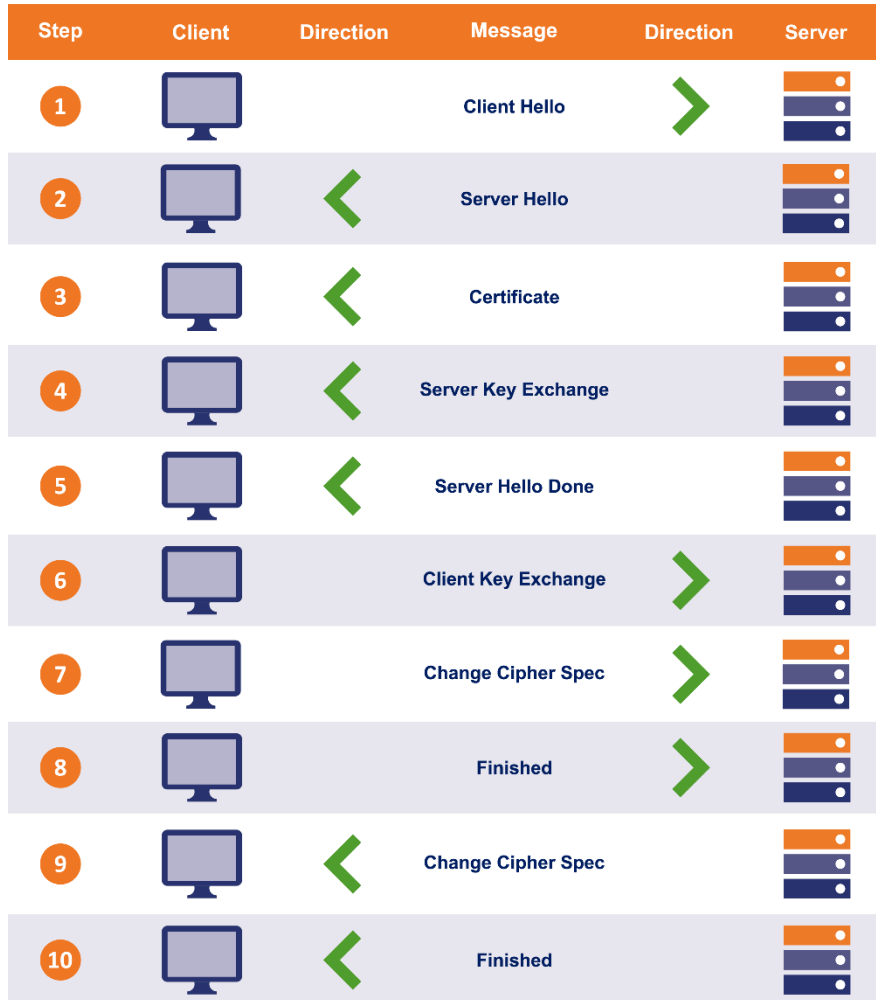 Step Client Direction Message Direction Server
1 Client Hello
2 Server Hello
3 Certificate
4 Server Key Exchange
5 Server Hello Done
6 Client Key Exchange
7 Change Cipher Spec
8 Finished
9 Change Cipher Spec
10 Finished